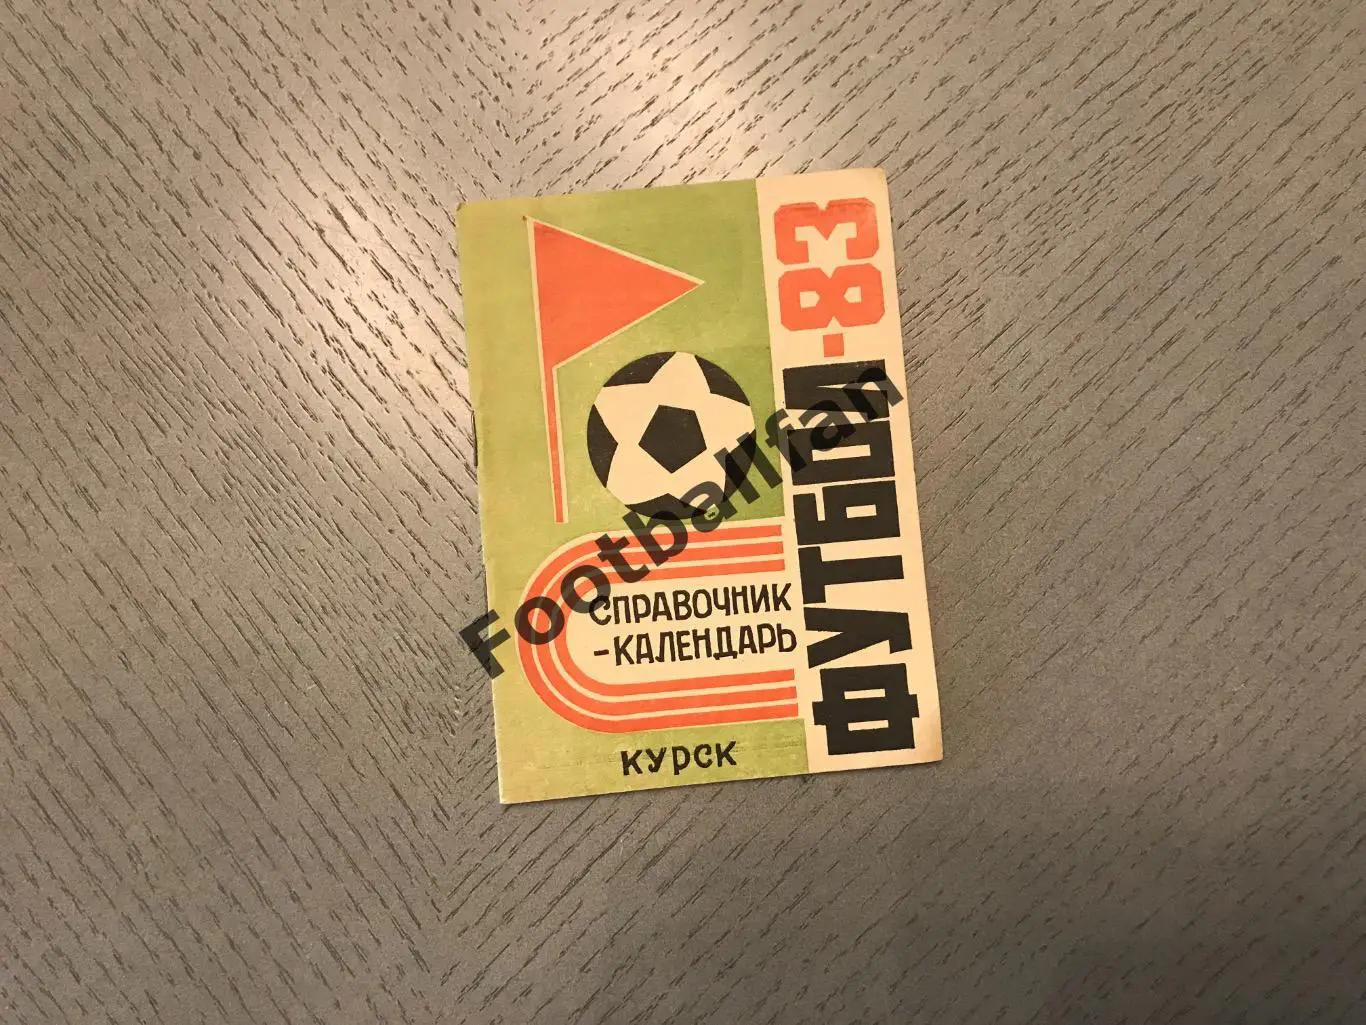 ФУТБОЛ-83
СПРАВОЧНИК
-КАЛЕНДАРЬ
КУРСК
Footballfan